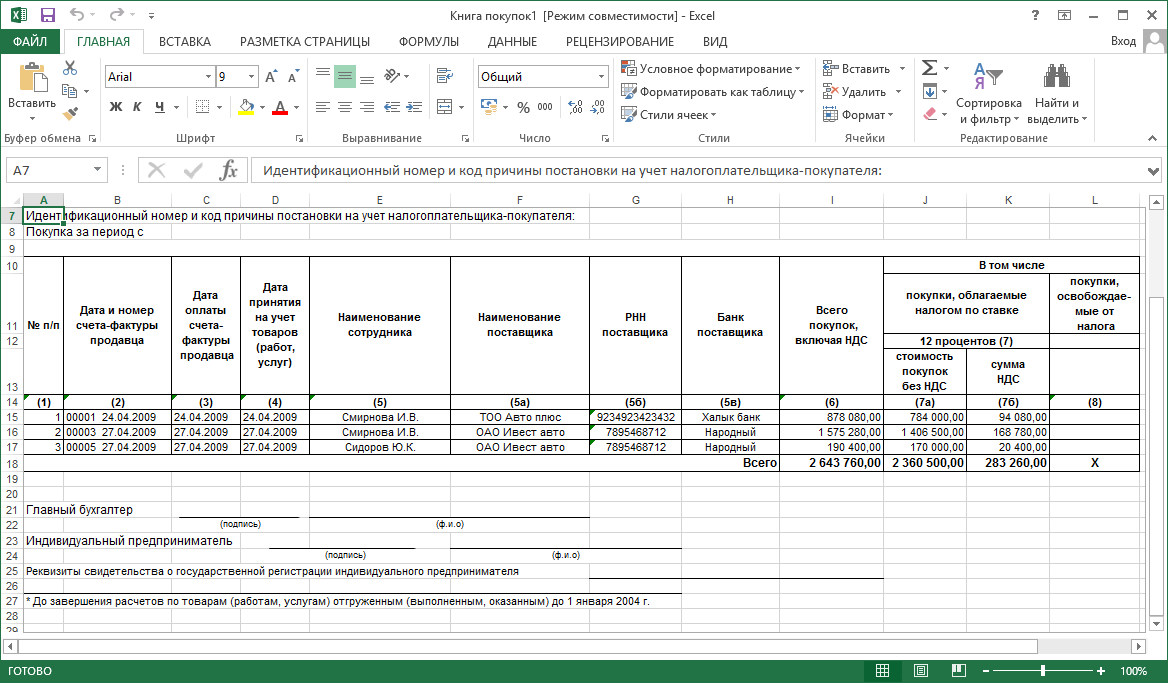 Книга покупок1 [Режим совместимости] - Excel
?
ФАЙЛ ГЛАВНАЯ ВСТАВКА РАЗМЕТКА СТРАНИЦЫ ФОРМУЛЫ ДАННЫЕ РЕЦЕНЗИРОВАНИЕ ВИД Вход
Вставить
Arial 9
Ж К Ч
Общий
% 000
Условное форматирование
Форматировать как таблицу
Стили ячеек
Вставить
Удалить
Формат
Сортировка
и фильтр
Найти и
выделить
Буфер обмена Шрифт Выравнивание Число Стили Ячейки Редактирование
A7 fx Идентификационный номер и код причины постановки на учет налогоплательщика-покупателя:
A B C D E F G H I J K L
7 Идентификационный номер и код причины постановки на учет налогоплательщика-покупателя:
8 Покупка за период с
9
10 В том числе
11 № п/п
Дата и номер
счета-фактуры
продавца
Дата
оплаты
счета-
фактуры
продавца
Дата
принятия
на учет
товаров
(работ,
услуг)
Наименование
сотрудника
Наименование
поставщика
РНН
поставщика
Банк
поставщика
Всего
покупок,
включая НДС
покупки, облагаемые
налогом по ставке
покупки,
освобождае-
мые от
налога
12 12 процентов (7)
13
стоимость
покупок
без НДС
сумма
НДС
14 (1) (2) (3) (4) (5) (5а) (5б) (5в) (6) (7а) (7б) (8)
15 1 00001 24.04.2009 24.04.2009 24.04.2009 Смирнова И.В. ТОО Авто плюс 9234923423432 Халык банк 878 080,00 784 000,00 94 080,00
16 2 00003 27.04.2009 27.04.2009 27.04.2009 Смирнова И.В. ОАО Ивест авто 7895468712 Народный 1 575 280,00 1 406 500,00 168 780,00
17 3 00005 27.04.2009 27.04.2009 27.04.2009 Сидоров Ю.К. ОАО Ивест авто 7895468712 Народный 190 400,00 170 000,00 20 400,00
18 Всего 2 643 760,00 2 360 500,00 283 260,00 X
19
20
21 Главный бухгалтер
22 (подпись) (ф.и.о)
23 Индивидуальный предприниматель
24 (подпись) (ф.и.о)
25 Реквизиты свидетельства о государственной регистрации индивидуального предпринимателя
26
27 * До завершения расчетов по товарам (работам, услугам) отгруженным (выполненным, оказанным) до 1 января 2004 г.
28
29
ГОТОВО 100%